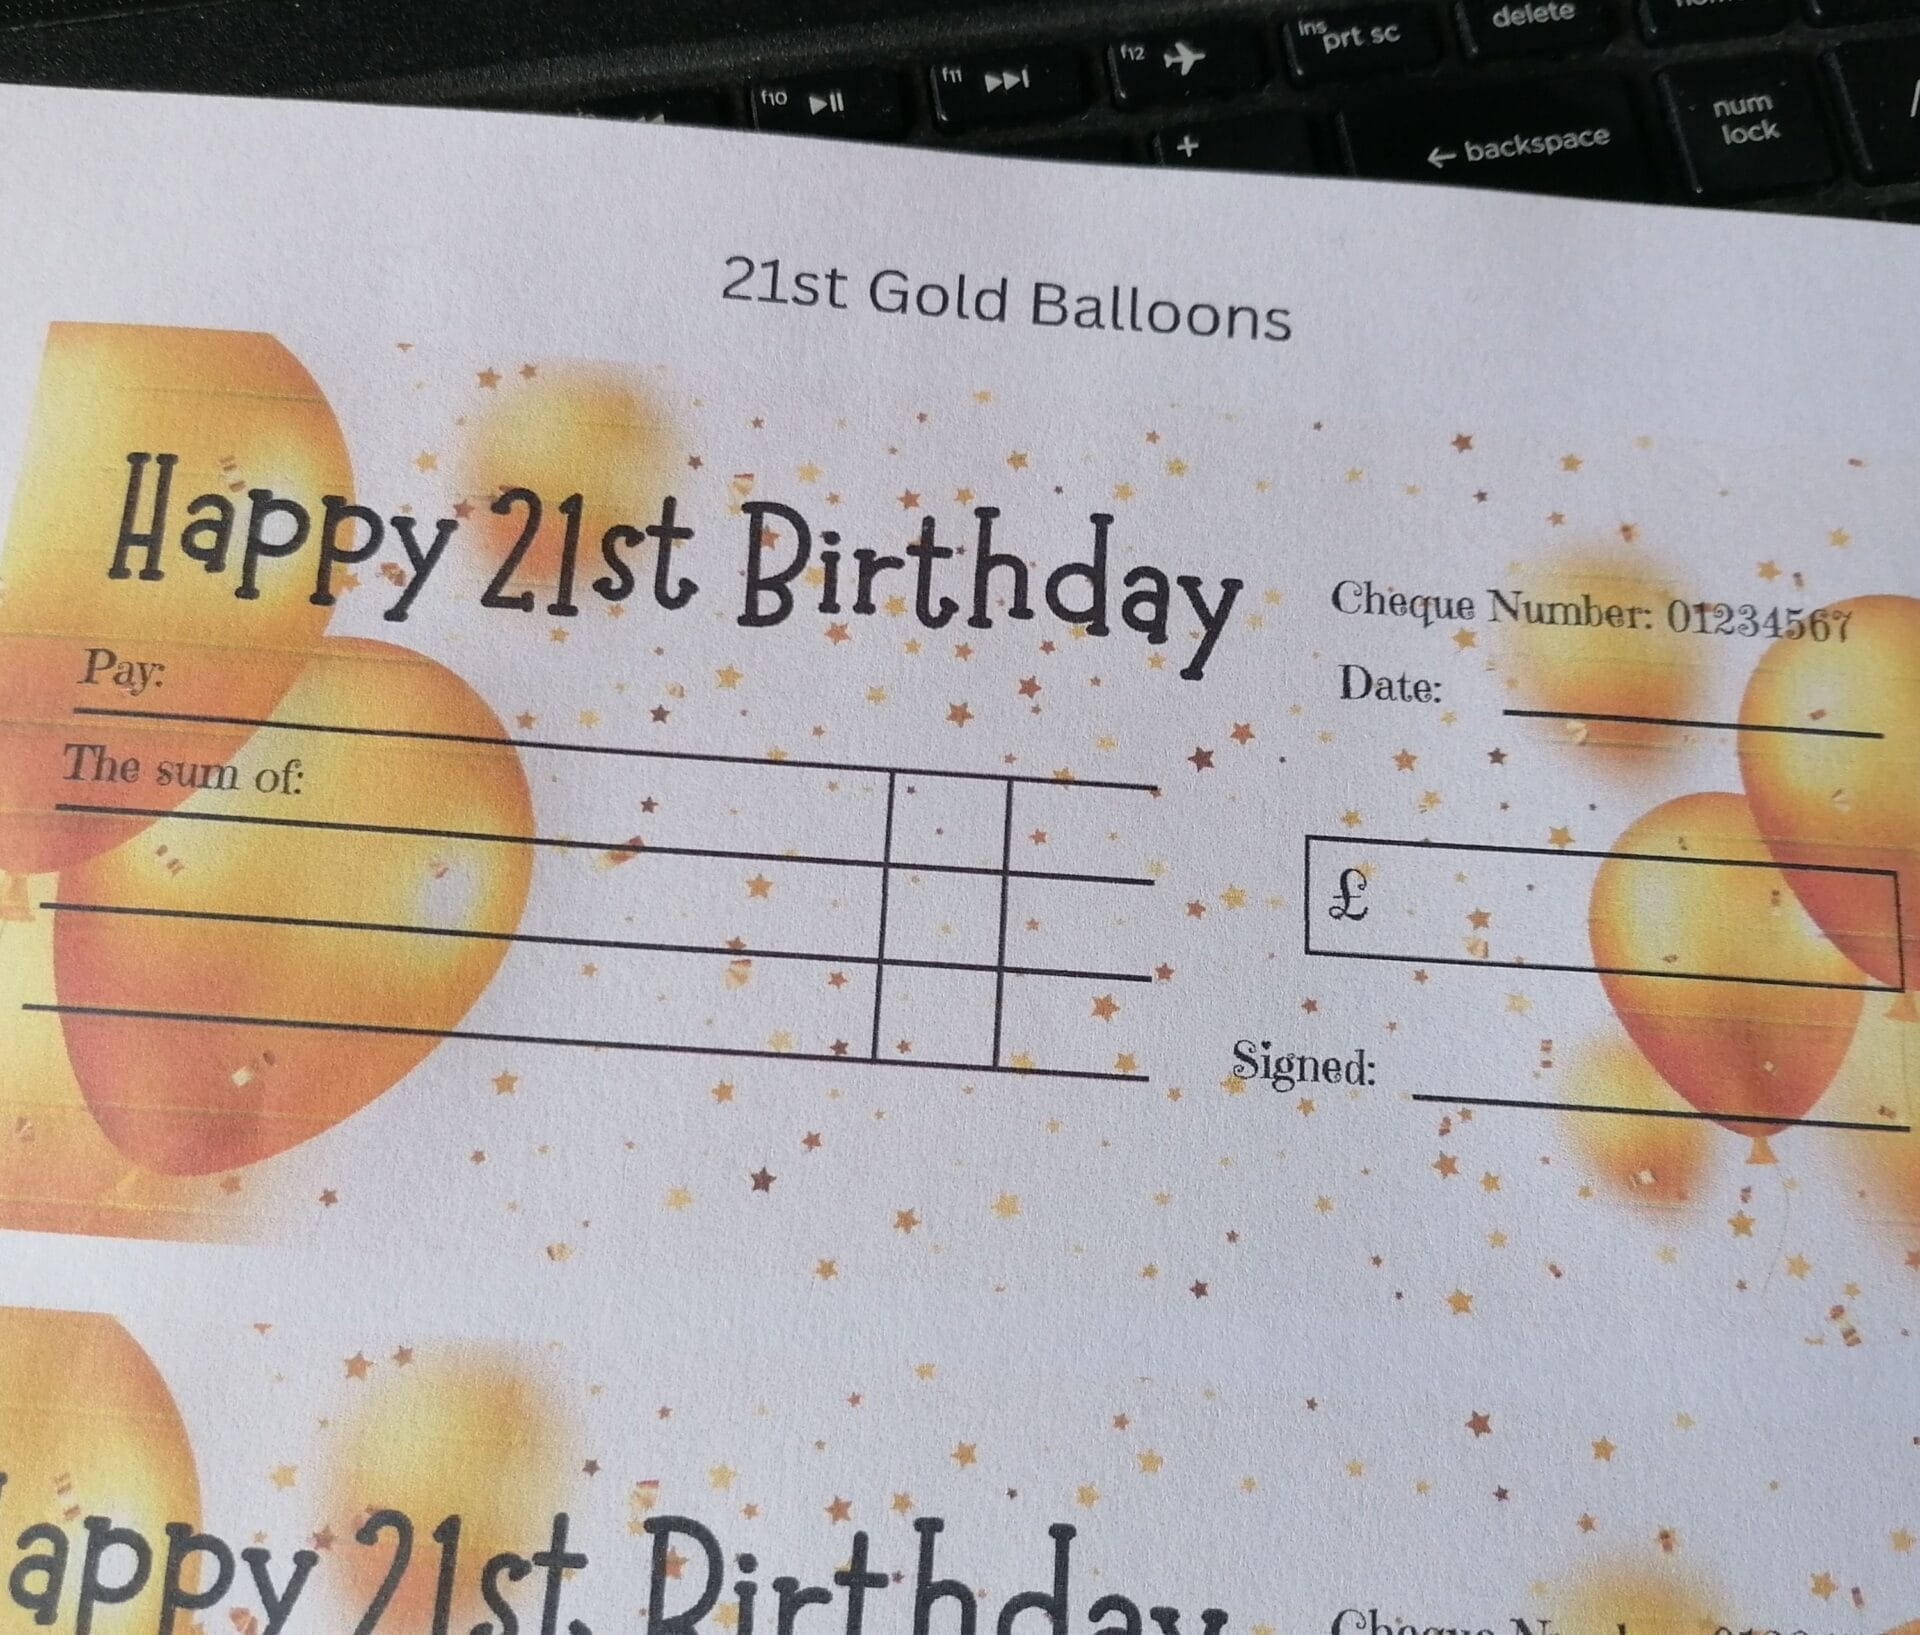 delete
ins prt sc
f12
f11
f10
num lock
← backspace
+
21st Gold Balloons
Happy 21st Birthday
Cheque Number: 01234567
Pay:
Date:
The sum of:
£
Signed:
appy 21st Birthday